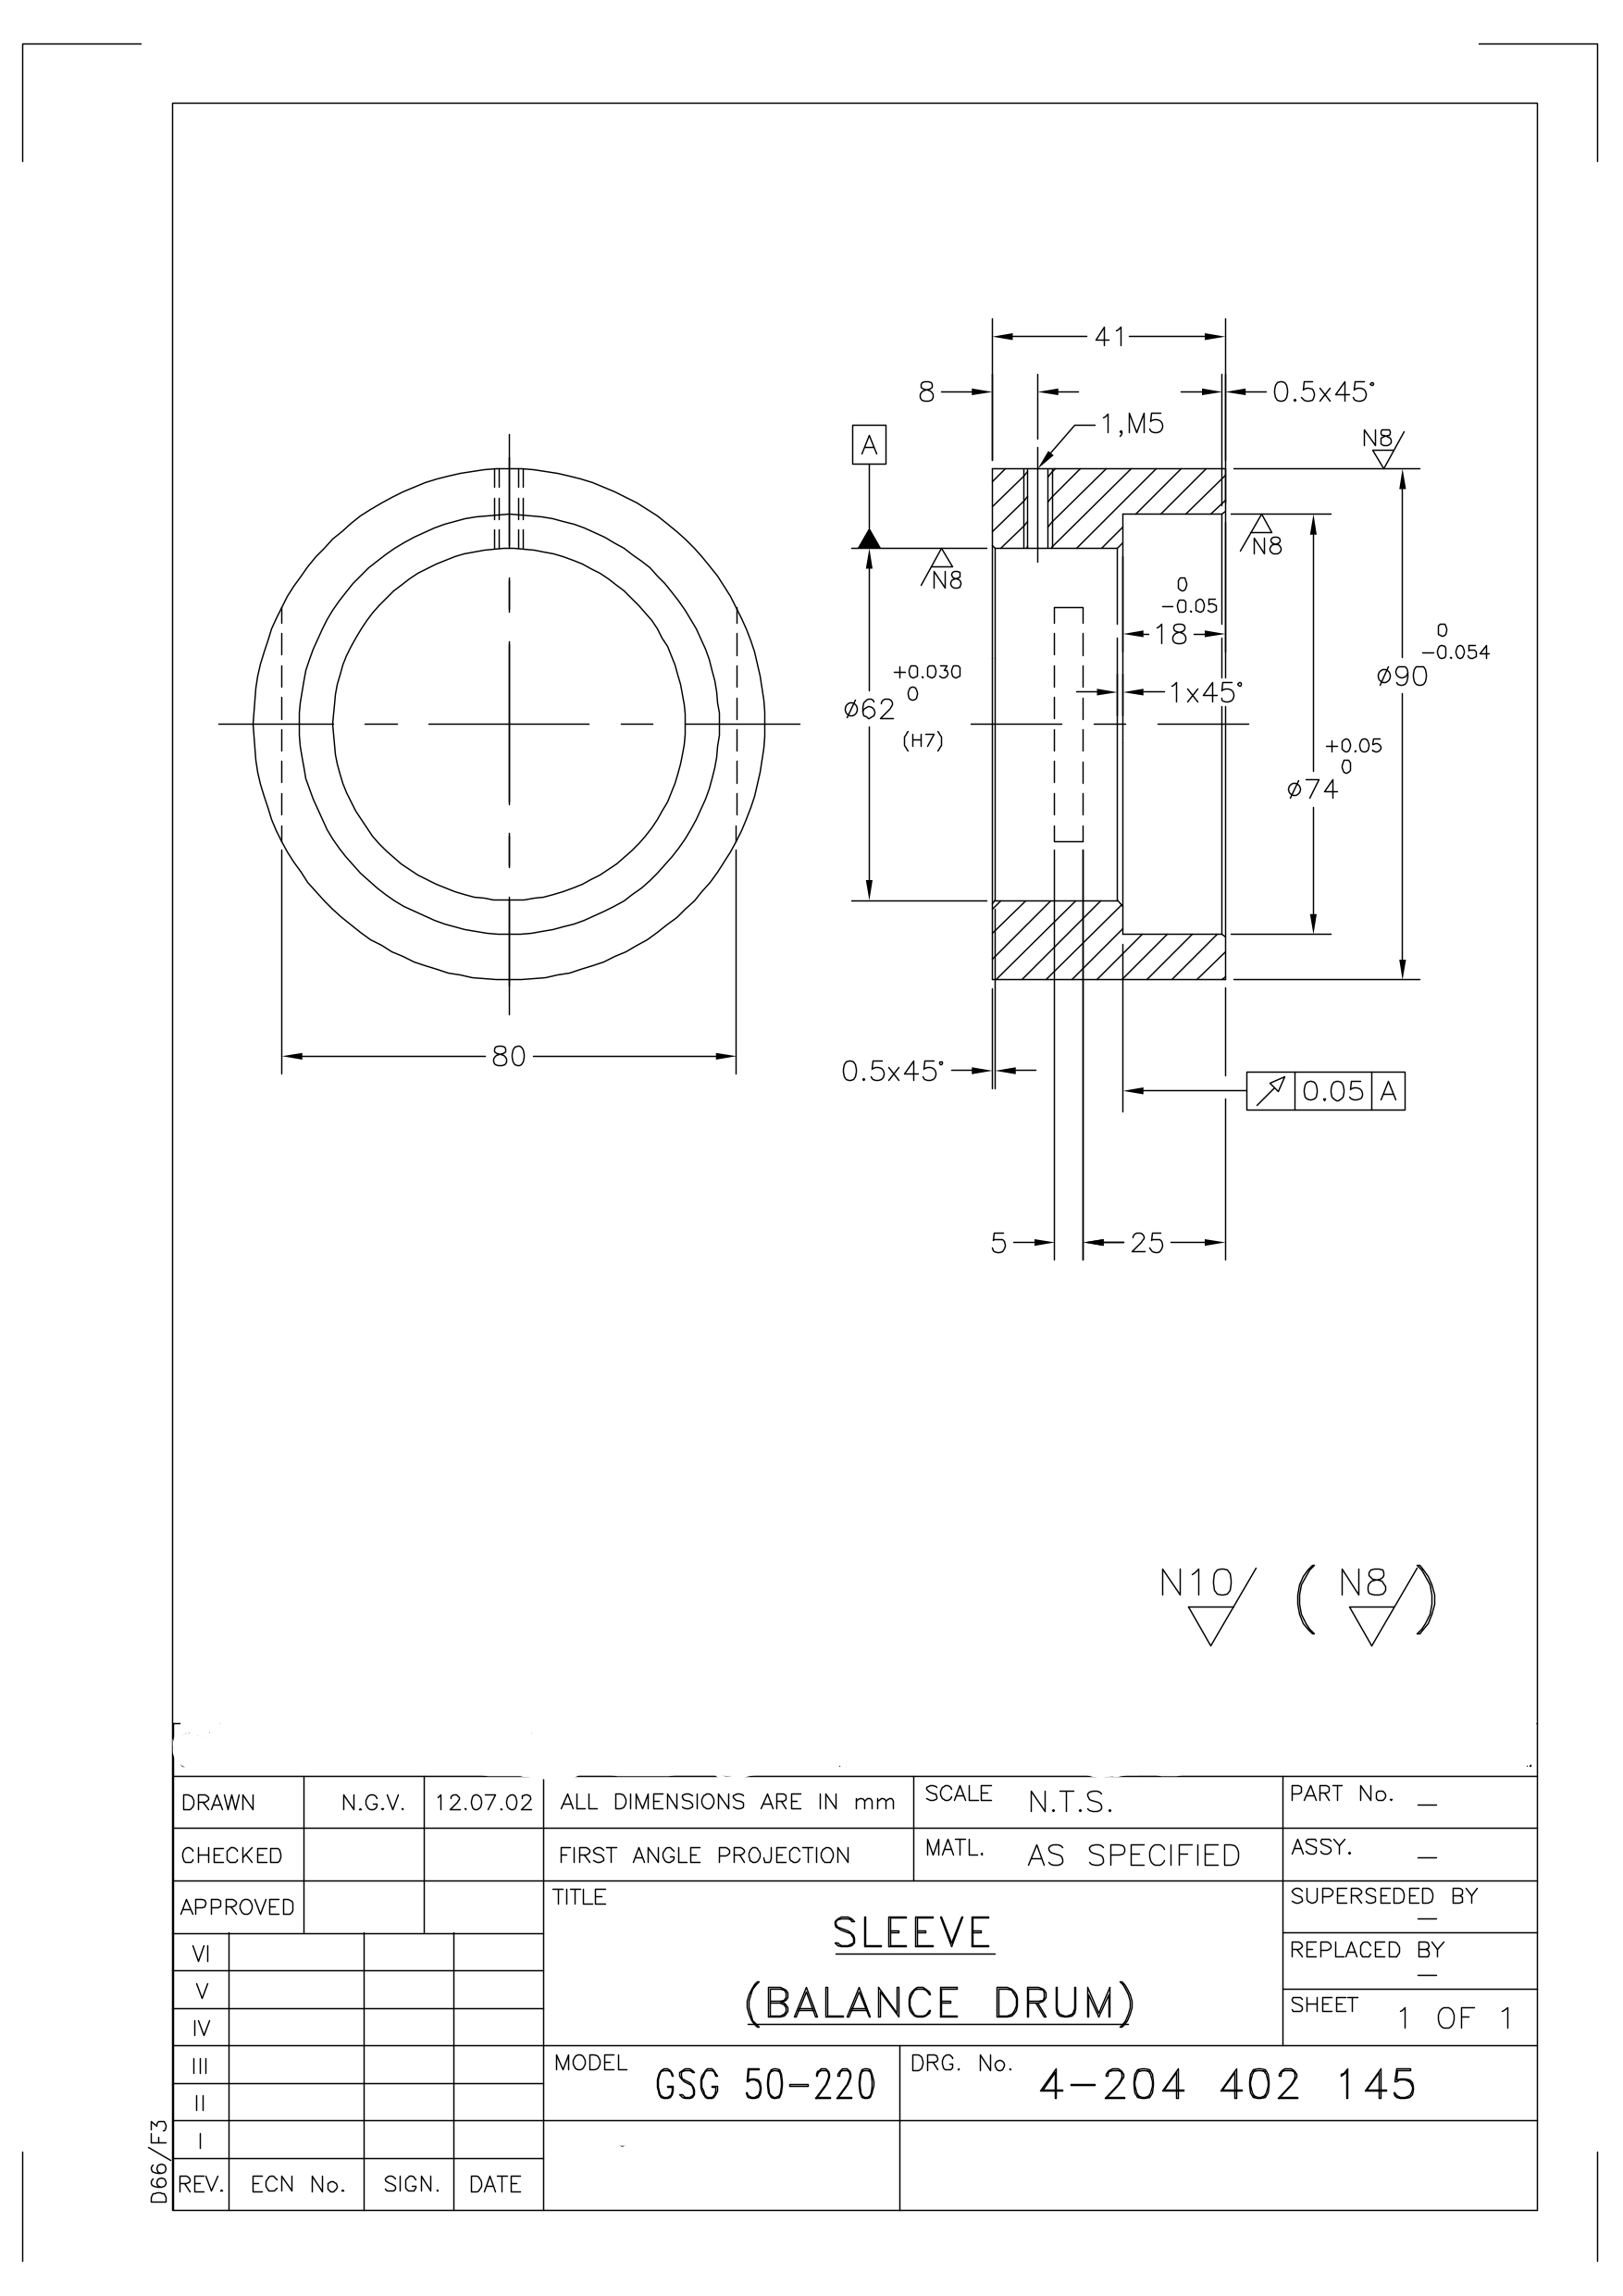 41
8
0.5x45°
1,M5
A
N8
N8
N8
0
-0.05
18
0
-0.054
ø90
+0.030
0
ø62
(H7)
1x45°
+0.05
0
ø74
80
0.5x45°
0.05 A
5
25
N10 ( N8 )
DRAWN N.G.V. 12.07.02 ALL DIMENSIONS ARE IN mm SCALE N.T.S. PART No. —
CHECKED FIRST ANGLE PROJECTION MATL. AS SPECIFIED ASSY. —
APPROVED TITLE SUPERSEDED BY —
SLEEVE
VI REPLACED BY —
V (BALANCE DRUM) SHEET 1 OF 1
IV
III MODEL GSG 50-220 DRG. No. 4-204 402 145
II
I
REV. ECN No. SIGN. DATE
D66/F3